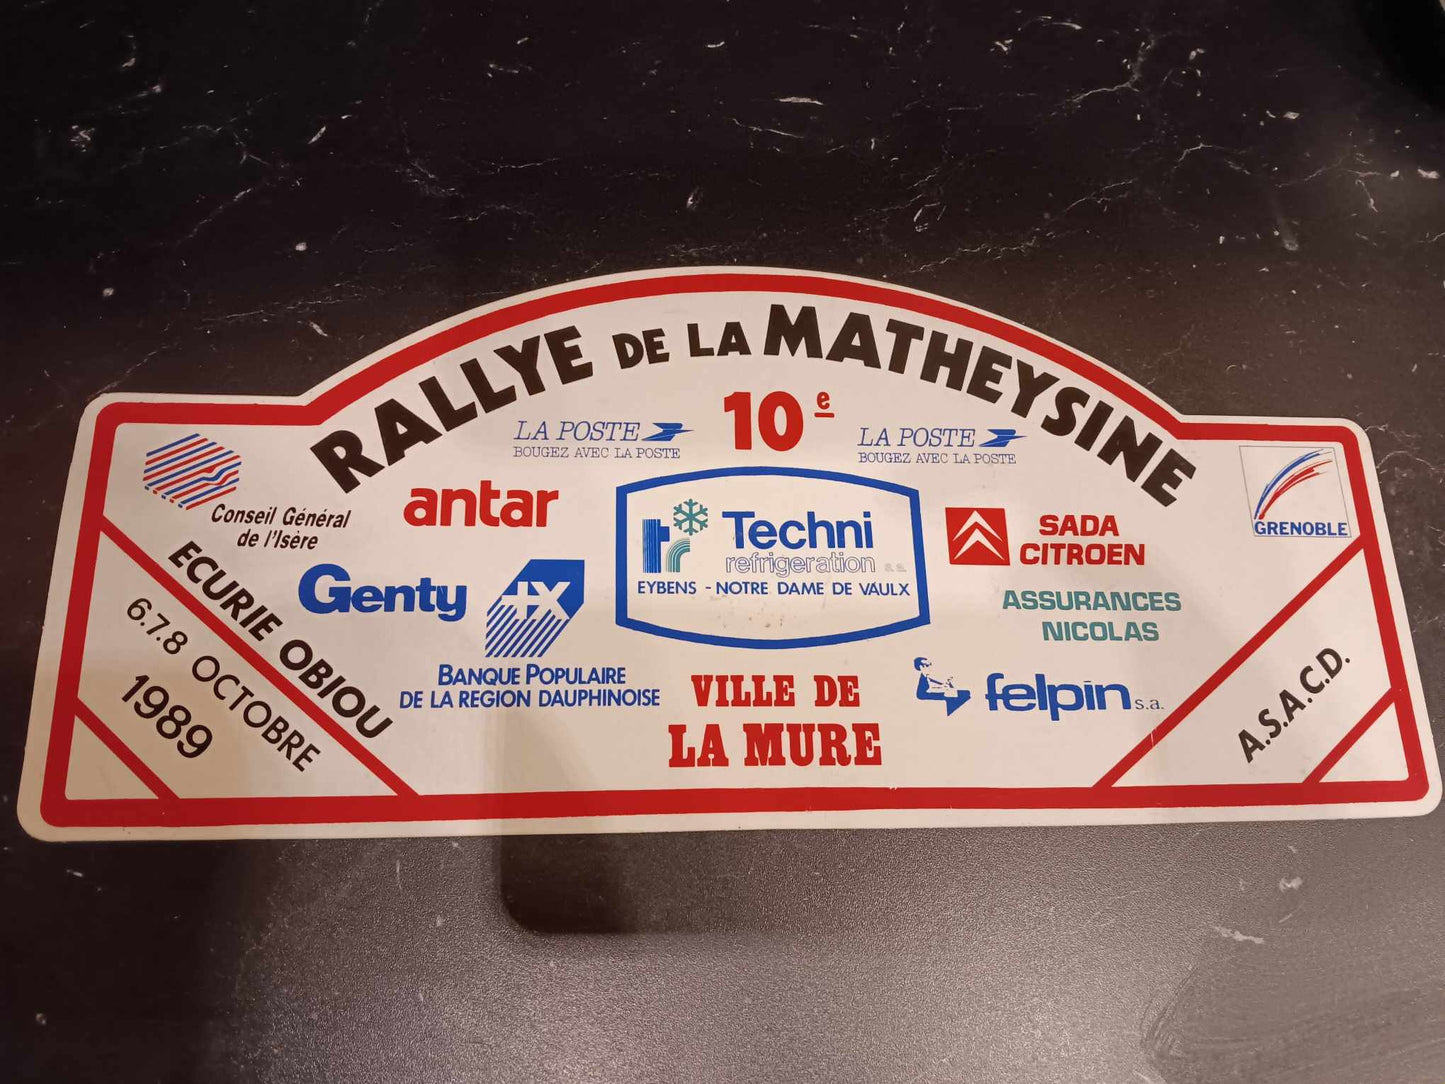 RALLYE DE LA MATHEYSINE
10e
LA POSTE
BOUGEZ AVEC LA POSTE
LA POSTE
BOUGEZ AVEC LA POSTE
Conseil Général
de l'Isère
antar
Techni
refrigeration s.a.
EYBENS - NOTRE DAME DE VAULX
SADA
CITROEN
GRENOBLE
Genty
+X
BANQUE POPULAIRE
DE LA REGION DAUPHINOISE
ASSURANCES
NICOLAS
felpin s.a.
VILLE DE
LA MURE
ECURIE OBIOU
6.7.8 OCTOBRE
1989
A.S.A.C.D.